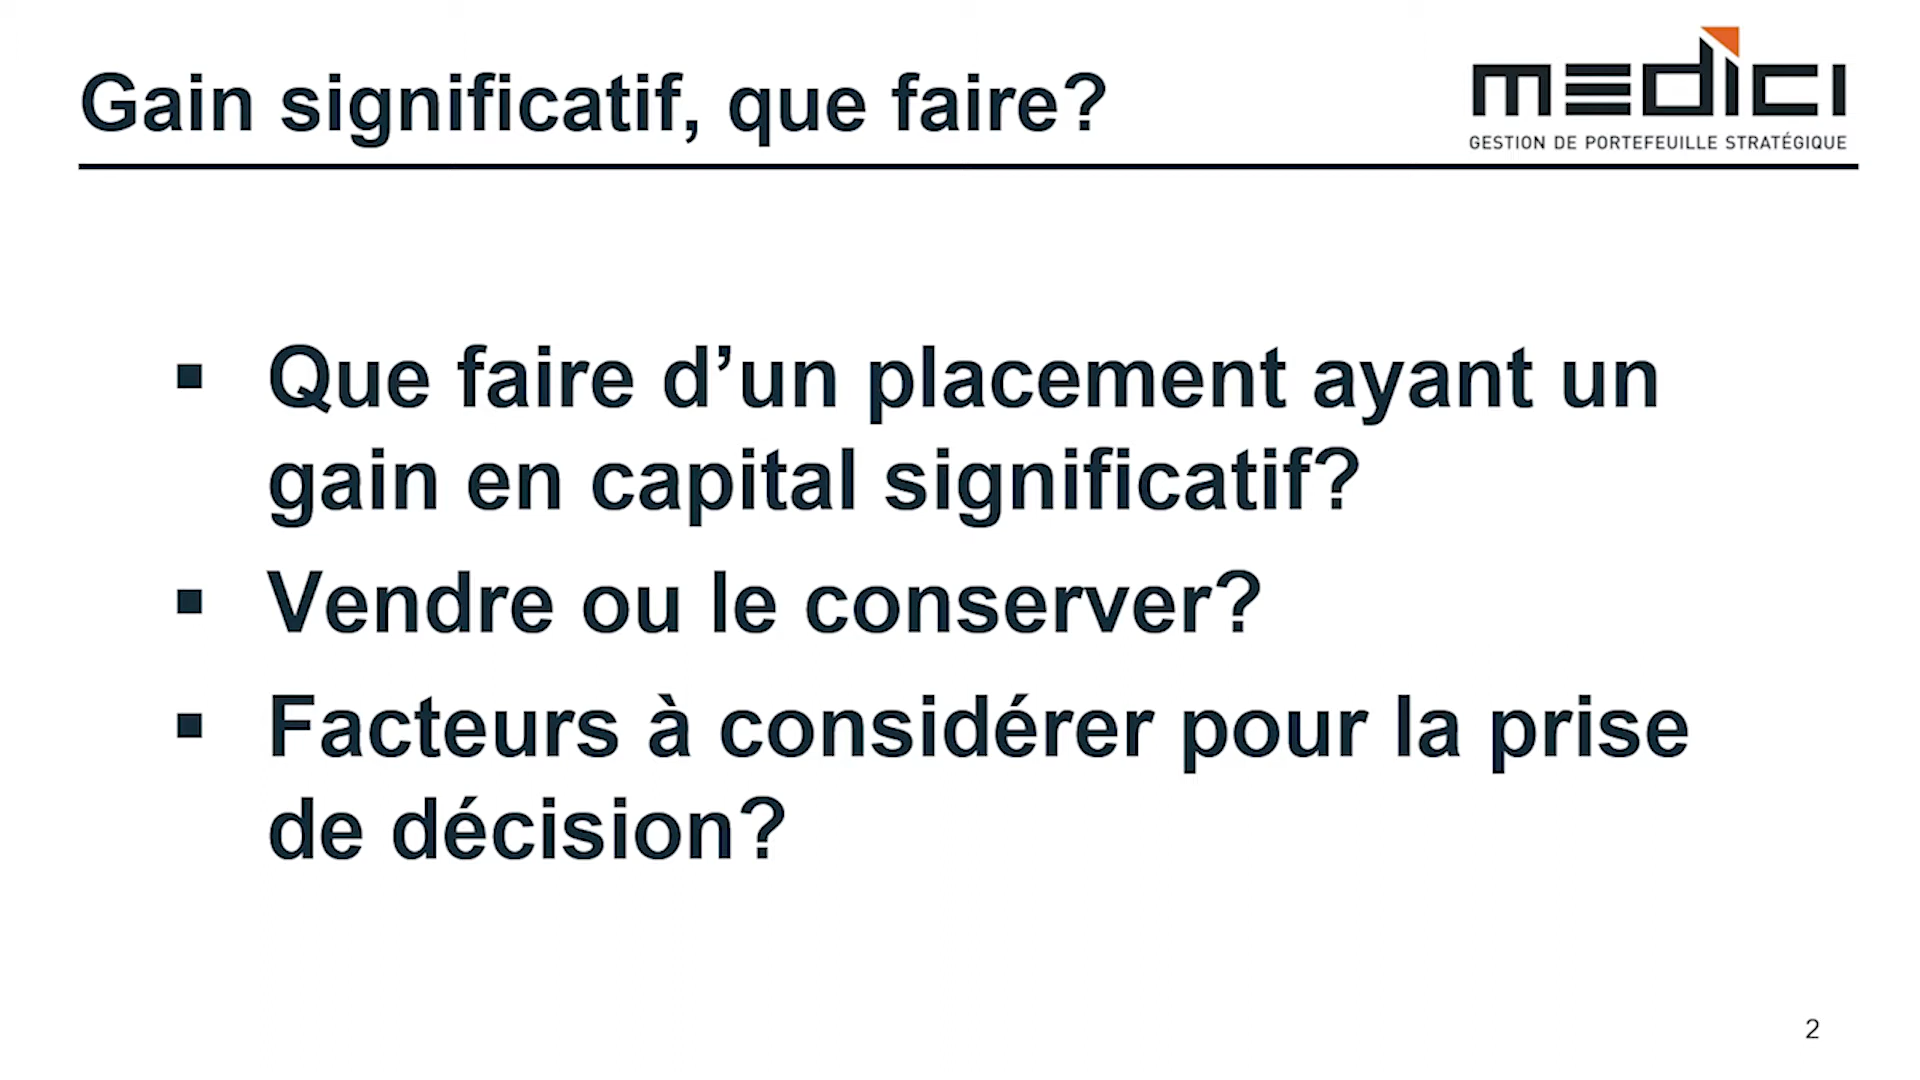 Gain significatif, que faire?
MEDICI
GESTION DE PORTEFEUILLE STRATÉGIQUE
▪ Que faire d’un placement ayant un
gain en capital significatif?
▪ Vendre ou le conserver?
▪ Facteurs à considérer pour la prise
de décision?
2